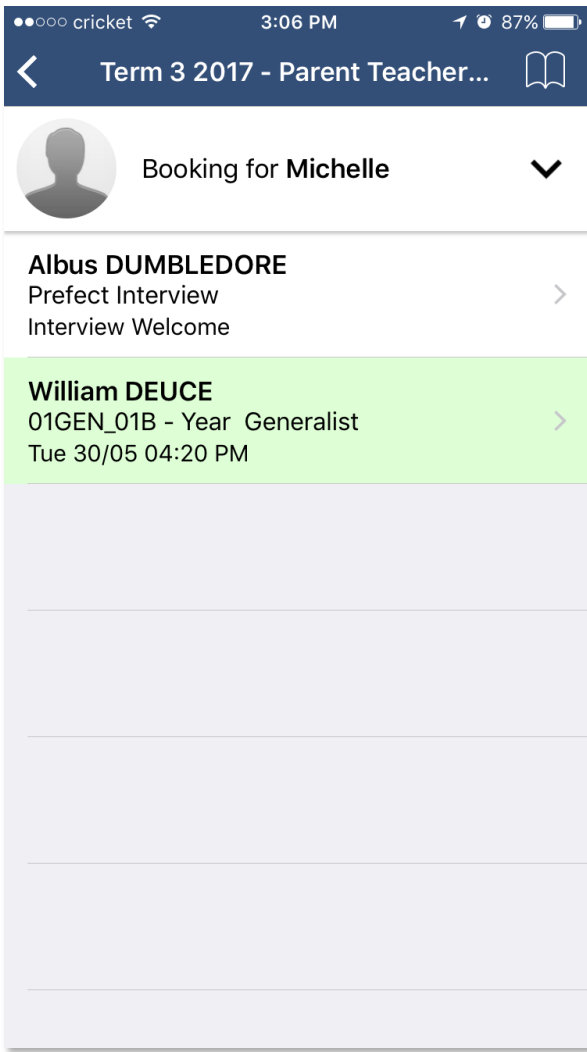 cricket 3:06 PM 87%
Term 3 2017 - Parent Teacher...
Booking for Michelle
Albus DUMBLEDORE
Prefect Interview
Interview Welcome
William DEUCE
01GEN_01B - Year  Generalist
Tue 30/05 04:20 PM